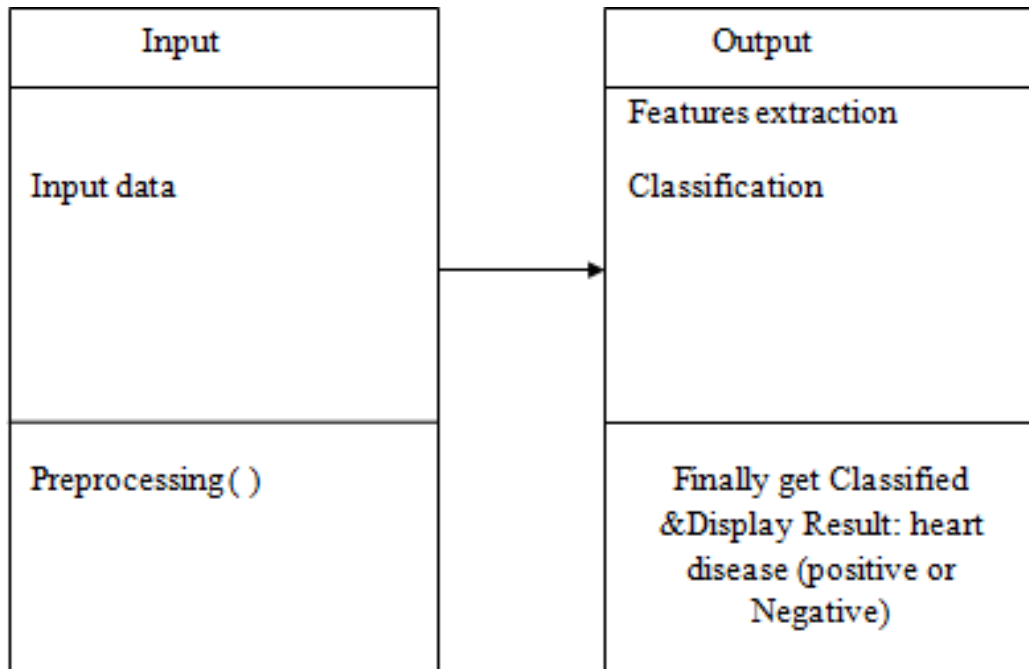 Input
Input data
Preprocessing( )
Output
Features extraction
Classification
Finally get Classified
&Display Result: heart
disease (positive or
Negative)